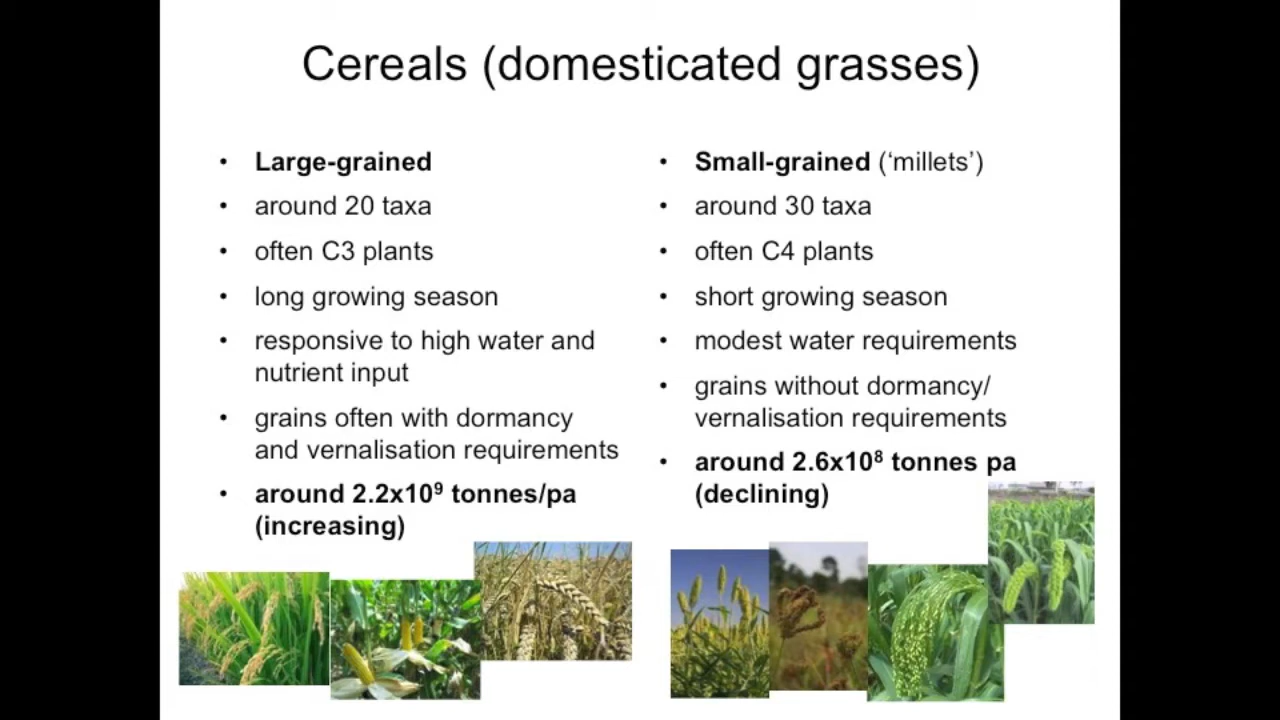 Cereals (domesticated grasses)
• Large-grained
• around 20 taxa
• often C3 plants
• long growing season
• responsive to high water and
nutrient input
• grains often with dormancy
and vernalisation requirements
• around 2.2x10⁹ tonnes/pa
(increasing)
• Small-grained (‘millets’)
• around 30 taxa
• often C4 plants
• short growing season
• modest water requirements
• grains without dormancy/
vernalisation requirements
• around 2.6x10⁸ tonnes pa
(declining)